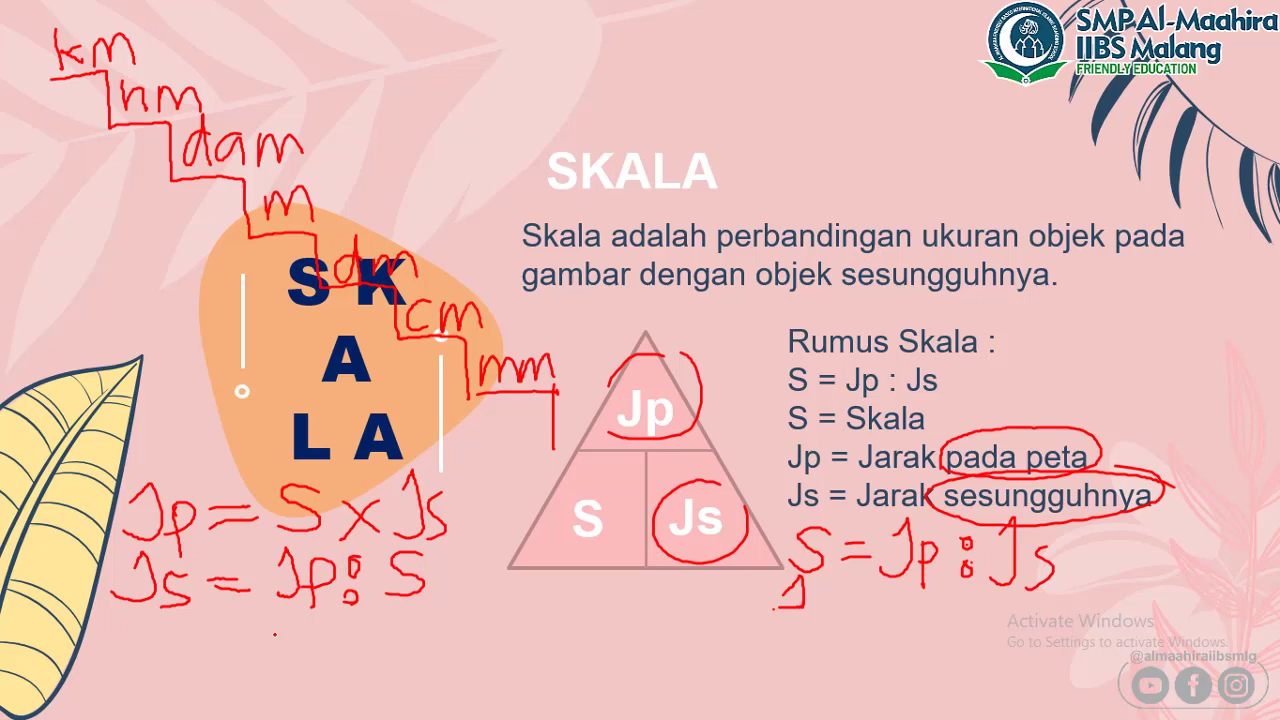 SMP Al-Maahira
IIBS Malang
FRIENDLY EDUCATION
km
hm
dam
m
dm
cm
mm
S K
A
L A
SKALA
Skala adalah perbandingan ukuran objek pada
gambar dengan objek sesungguhnya.
Rumus Skala :
S = Jp : Js
S = Skala
Jp = Jarak pada peta
Js = Jarak sesungguhnya
Jp
S
Js
Jp = S x Js
Js = Jp : S
S = Jp : Js
Activate Windows
Go to Settings to activate Windows.
@almaahiraiibsmlg